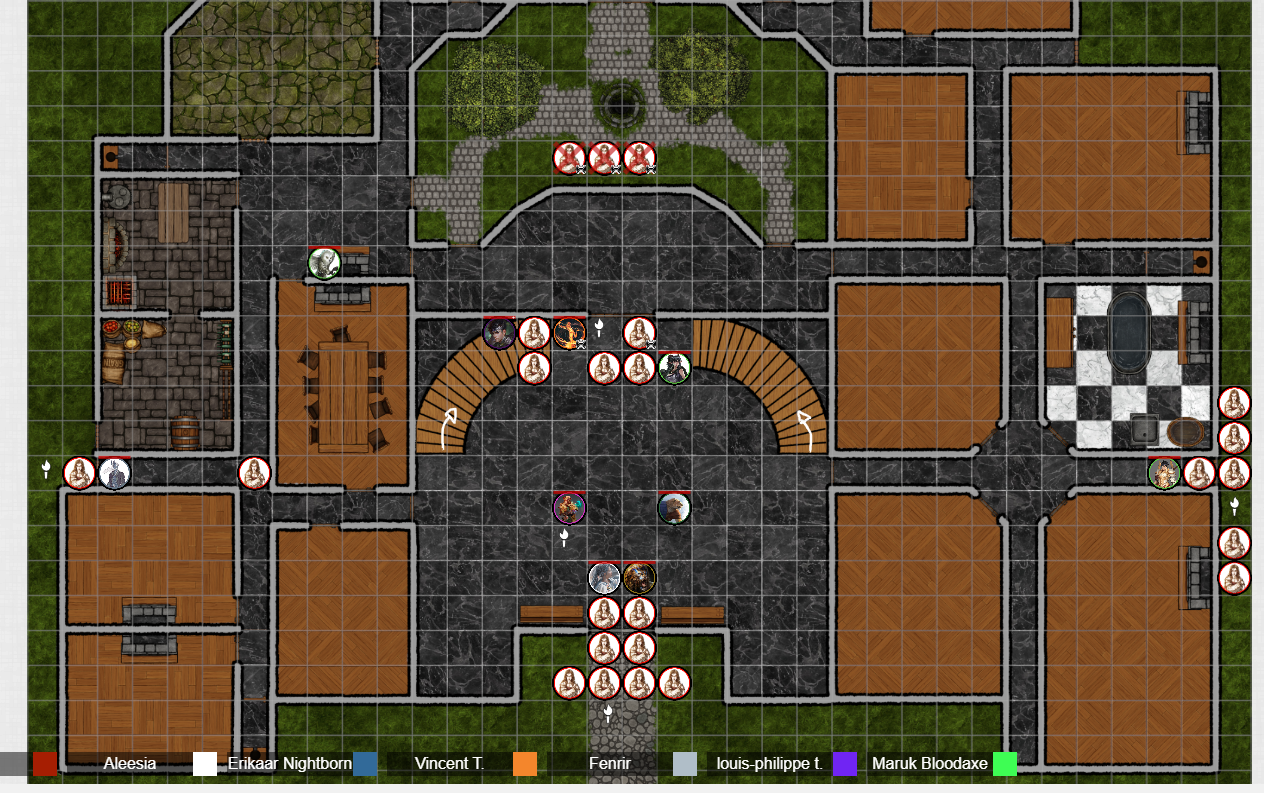 Aleesia
Erikaar Nightborn
Vincent T.
Fenrir
louis-philippe t.
Maruk Bloodaxe